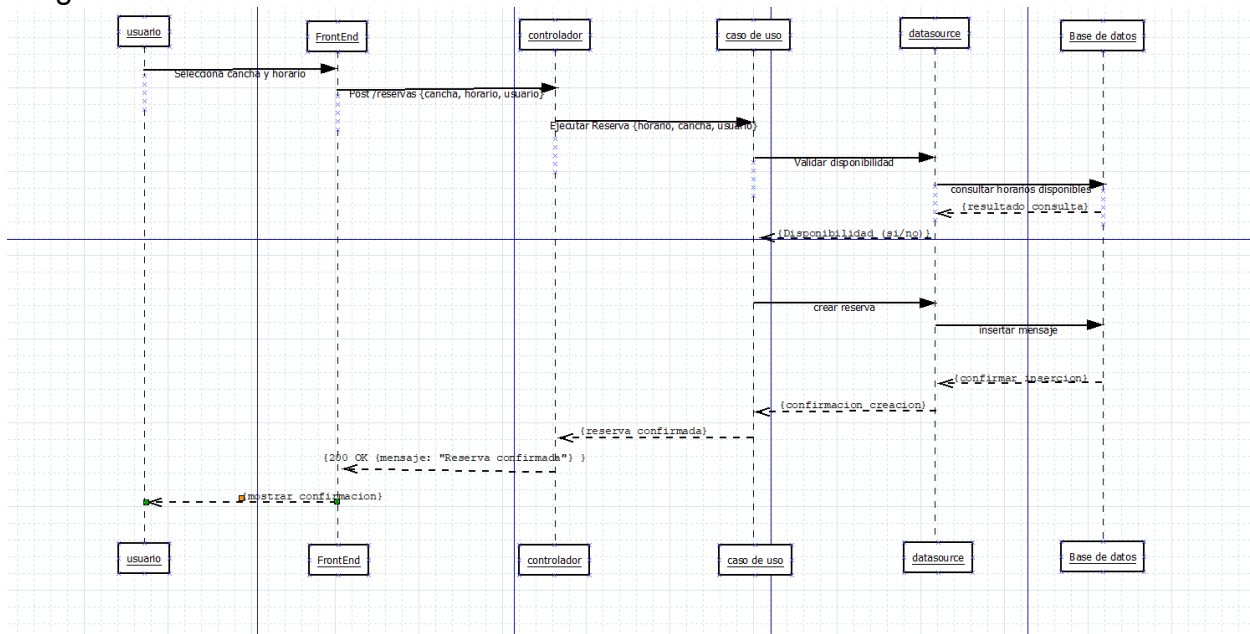 usuario
FrontEnd
controlador
caso de uso
datasource
Base de datos
Selecciona cancha y horario
Post /reservas {cancha, horario, usuario}
Ejecutar Reserva {horario, cancha, usuario}
Validar disponibilidad
consultar horarios disponibles
{resultado consulta}
{Disponibilidad (si/no)}
crear reserva
insertar mensaje
{confirmar insercion}
{confirmacion creacion}
{reserva confirmada}
{200 OK {mensaje: "Reserva confirmada"} }
{mostrar confirmacion}
usuario
FrontEnd
controlador
caso de uso
datasource
Base de datos